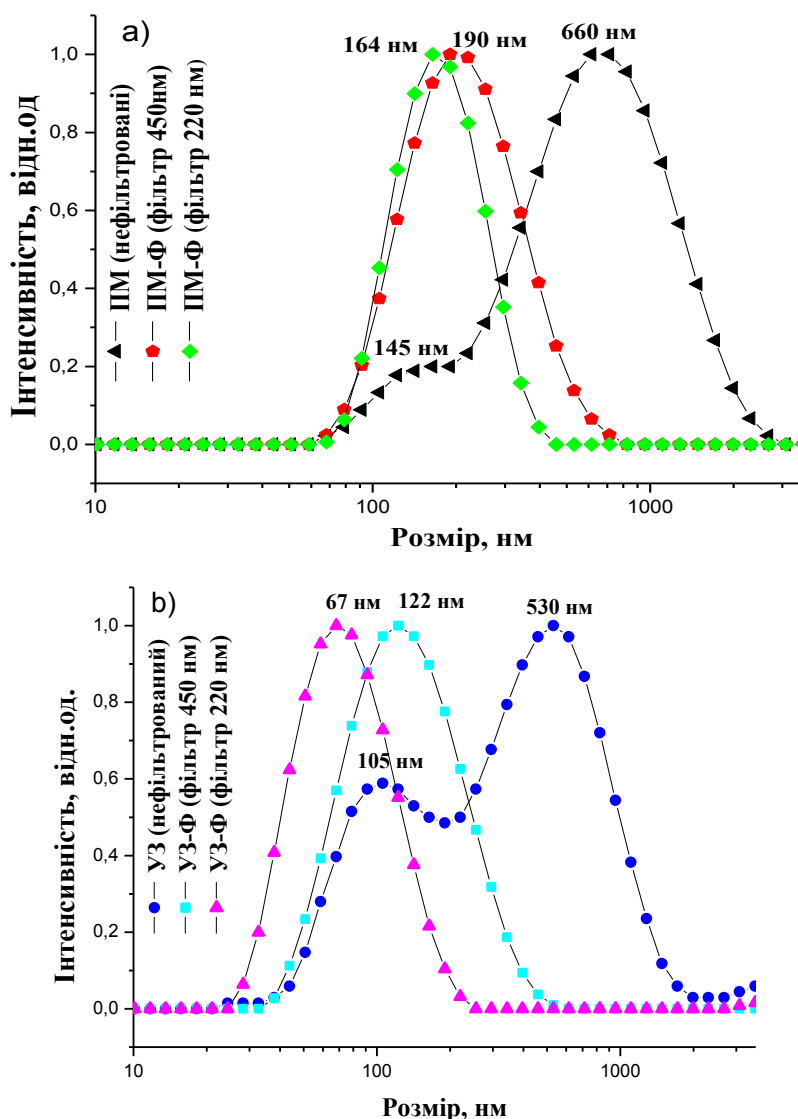 a)
164 нм
190 нм
660 нм
145 нм
ПМ (нефільтровані)
ПМ-Ф (фільтр 450нм)
ПМ-Ф (фільтр 220 нм)
Інтенсивність, відн.од
1,0
0,8
0,6
0,4
0,2
0,0
10
100
1000
Розмір, нм
b)
67 нм
122 нм
530 нм
105 нм
УЗ (нефільтрований)
УЗ-Ф (фільтр 450 нм)
УЗ-Ф (фільтр 220 нм)
Інтенсивність, відн.од.
1,0
0,8
0,6
0,4
0,2
0,0
10
100
1000
Розмір, нм